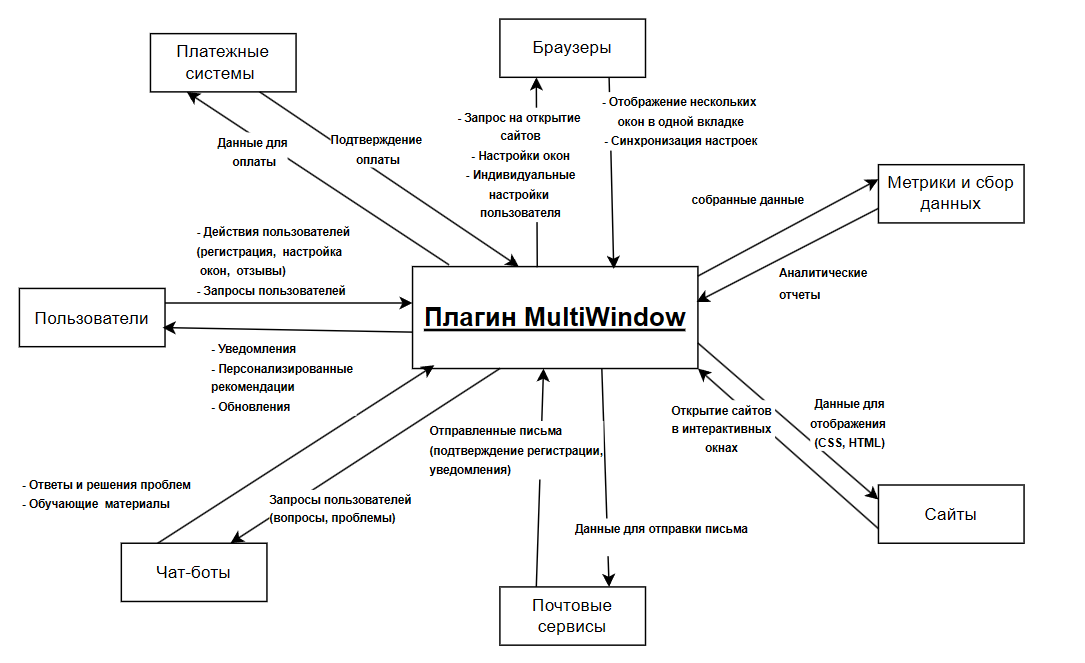 Платежные
системы
Браузеры
Данные для
оплаты
Подтверждение
оплаты
- Запрос на открытие
сайтов
- Настройки окон
- Индивидуальные
настройки
пользователя
- Отображение нескольких
окон в одной вкладке
- Синхронизация настроек
Метрики и сбор
данных
собранные данные
Аналитические
отчеты
- Действия пользователей
(регистрация, настройка
окон, отзывы)
- Запросы пользователей
Пользователи
Плагин MultiWindow
- Уведомления
- Персонализированные
рекомендации
- Обновления
Открытие сайтов
в интерактивных
окнах
Данные для
отображения
(CSS, HTML)
Сайты
Отправленные письма
(подтверждение регистрации,
уведомления)
- Ответы и решения проблем
- Обучающие материалы
Запросы пользователей
(вопросы, проблемы)
Данные для отправки письма
Чат-боты
Почтовые
сервисы